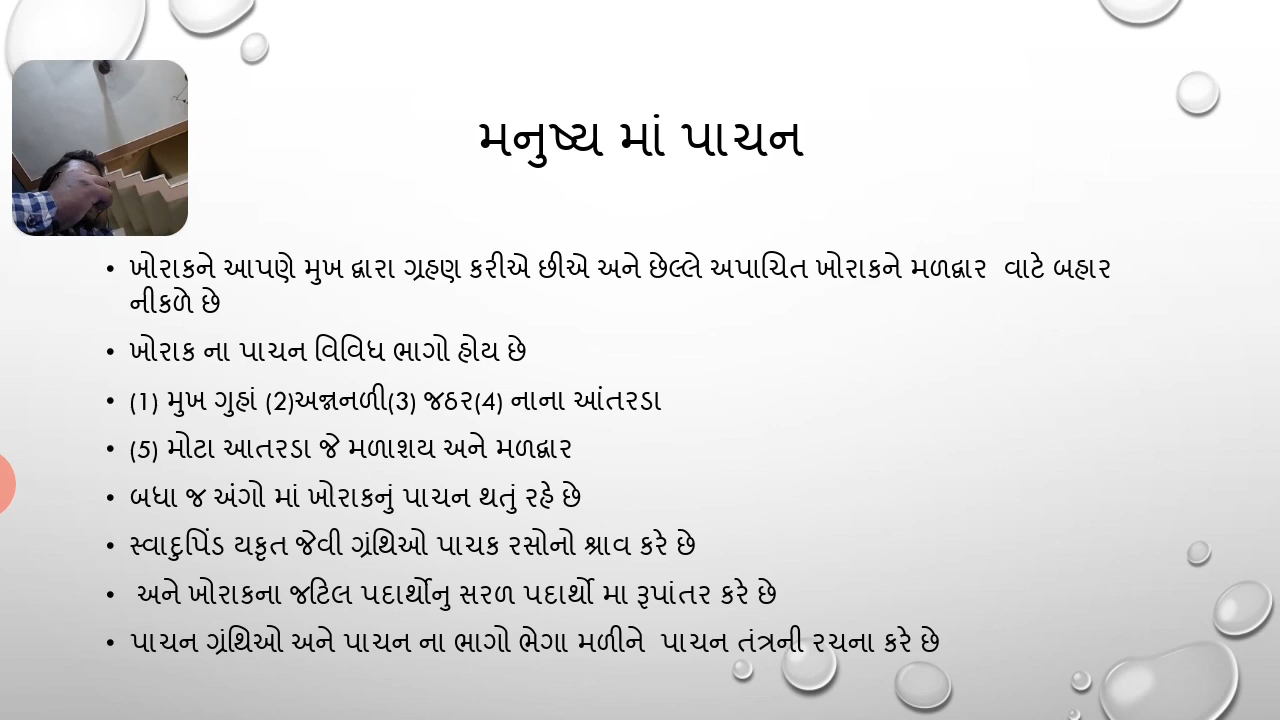 મનુષ્ય માં પાચન
• ખોરાકને આપણે મુખ દ્વારા ગ્રહણ કરીએ છીએ અને છેલ્લે અપાચિત ખોરાકને મળદ્વાર વાટે બહાર
નીકળે છે
• ખોરાક ના પાચન વિવિધ ભાગો હોય છે
• (1) મુખ ગુહાં (2)અન્નનળી(3) જઠર(4) નાના આંતરડા
• (5) મોટા આતરડા જે મળાશય અને મળદ્વાર
• બધા જ અંગો માં ખોરાકનું પાચન થતું રહે છે
• સ્વાદુપિંડ યકૃત જેવી ગ્રંથિઓ પાચક રસોનો શ્રાવ કરે છે
• અને ખોરાકના જટિલ પદાર્થોનુ સરળ પદાર્થો મા રૂપાંતર કરે છે
• પાચન ગ્રંથિઓ અને પાચન ના ભાગો ભેગા મળીને પાચન તંત્રની રચના કરે છે